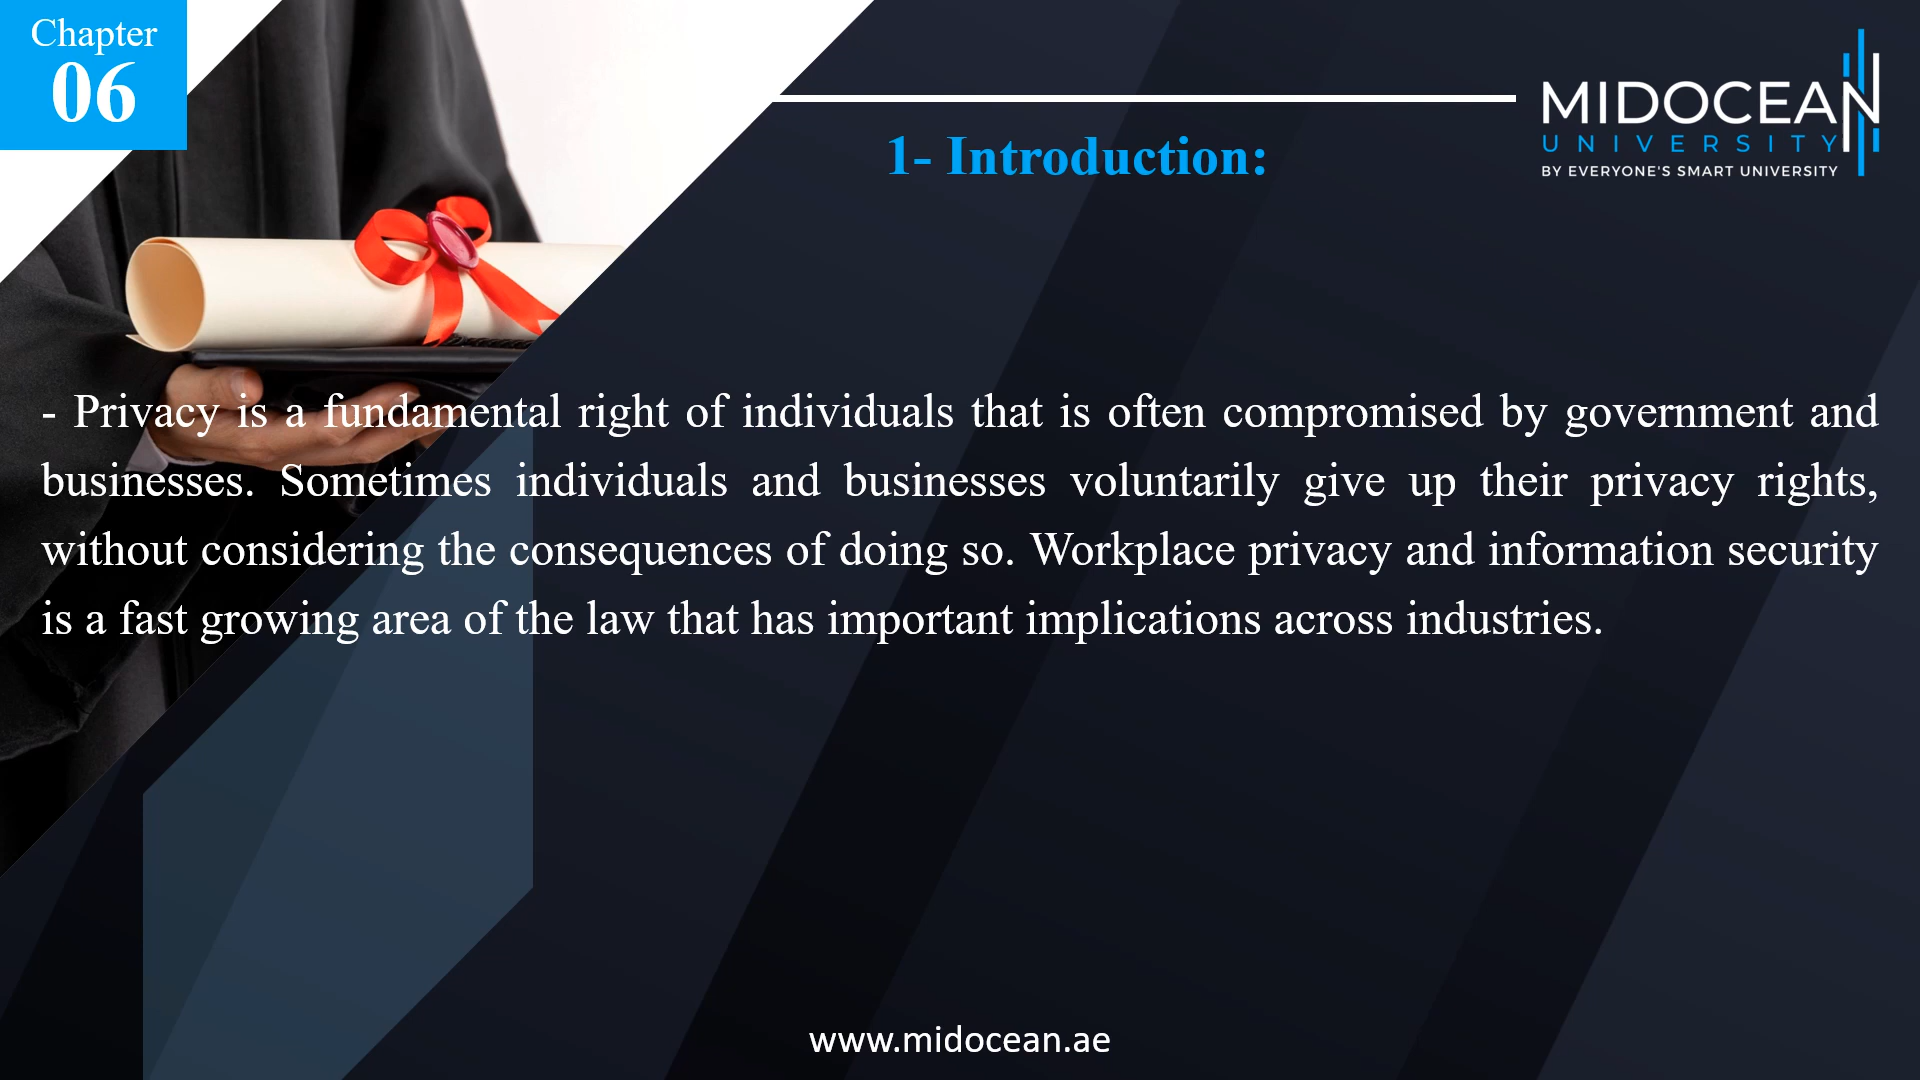 Chapter
06
MIDOCEAN
UNIVERSITY
BY EVERYONE'S SMART UNIVERSITY
1- Introduction:
- Privacy is a fundamental right of individuals that is often compromised by government and
businesses. Sometimes individuals and businesses voluntarily give up their privacy rights,
without considering the consequences of doing so. Workplace privacy and information security
is a fast growing area of the law that has important implications across industries.
www.midocean.ae